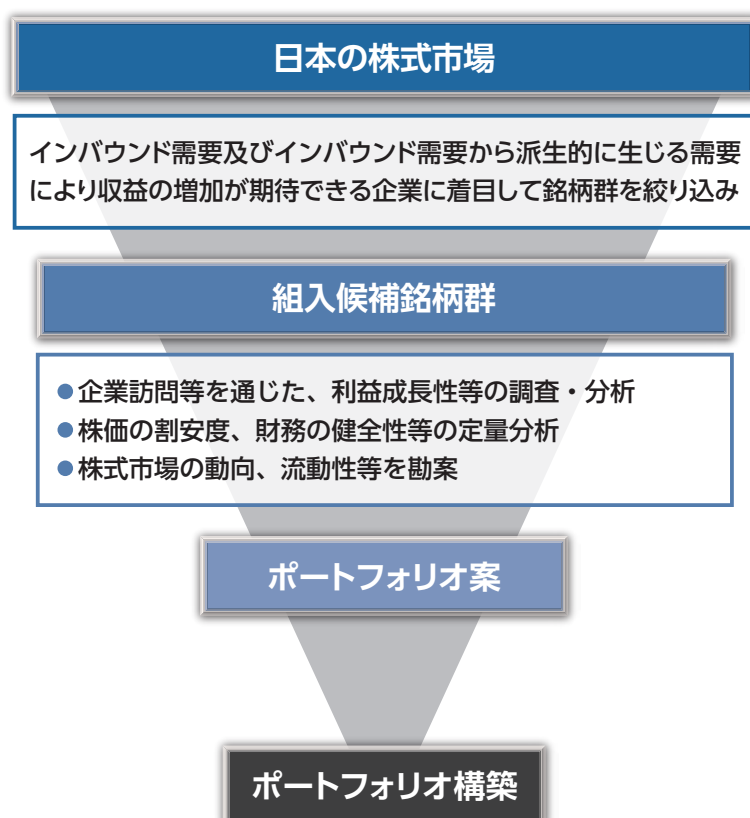 日本の株式市場
インバウンド需要及びインバウンド需要から派生的に生じる需要
により収益の増加が期待できる企業に着目して銘柄群を絞り込み
組入候補銘柄群
●企業訪問等を通じた、利益成長性等の調査・分析
●株価の割安度、財務の健全性等の定量分析
●株式市場の動向、流動性等を勘案
ポートフォリオ案
ポートフォリオ構築